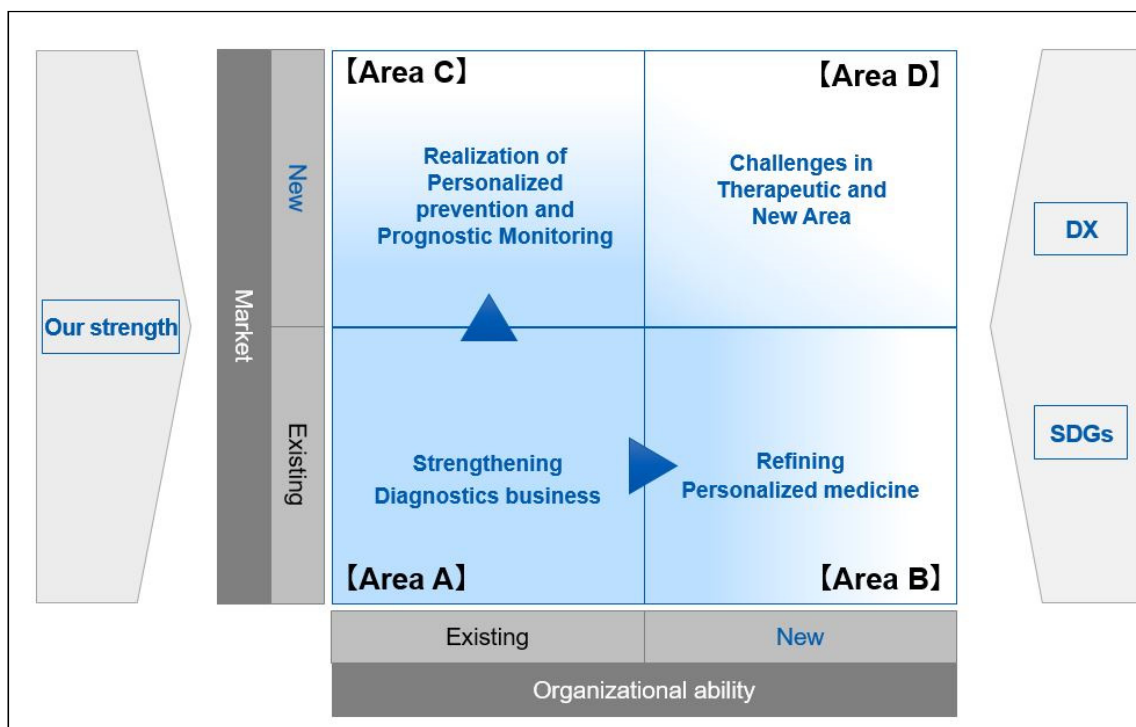 【Area C】
【Area D】
Realization of
Personalized
prevention and
Prognostic Monitoring
Challenges in
Therapeutic and
New Area
New
DX
Our strength
Market
Existing
SDGs
Strengthening
Diagnostics business
Refining
Personalized medicine
【Area A】
【Area B】
Existing
New
Organizational ability